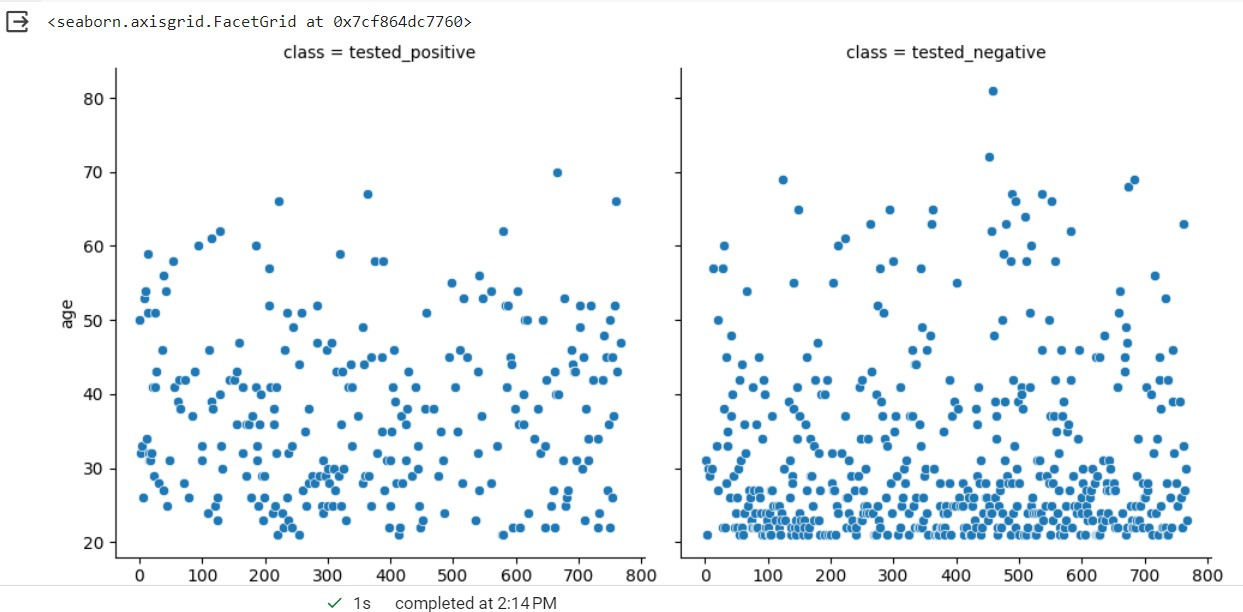 <seaborn.axisgrid.FacetGrid at 0x7cf864dc7760>
class = tested_positive
class = tested_negative
80
70
60
50
40
30
20
age
0 100 200 300 400 500 600 700 800
0 100 200 300 400 500 600 700 800
1s completed at 2:14 PM